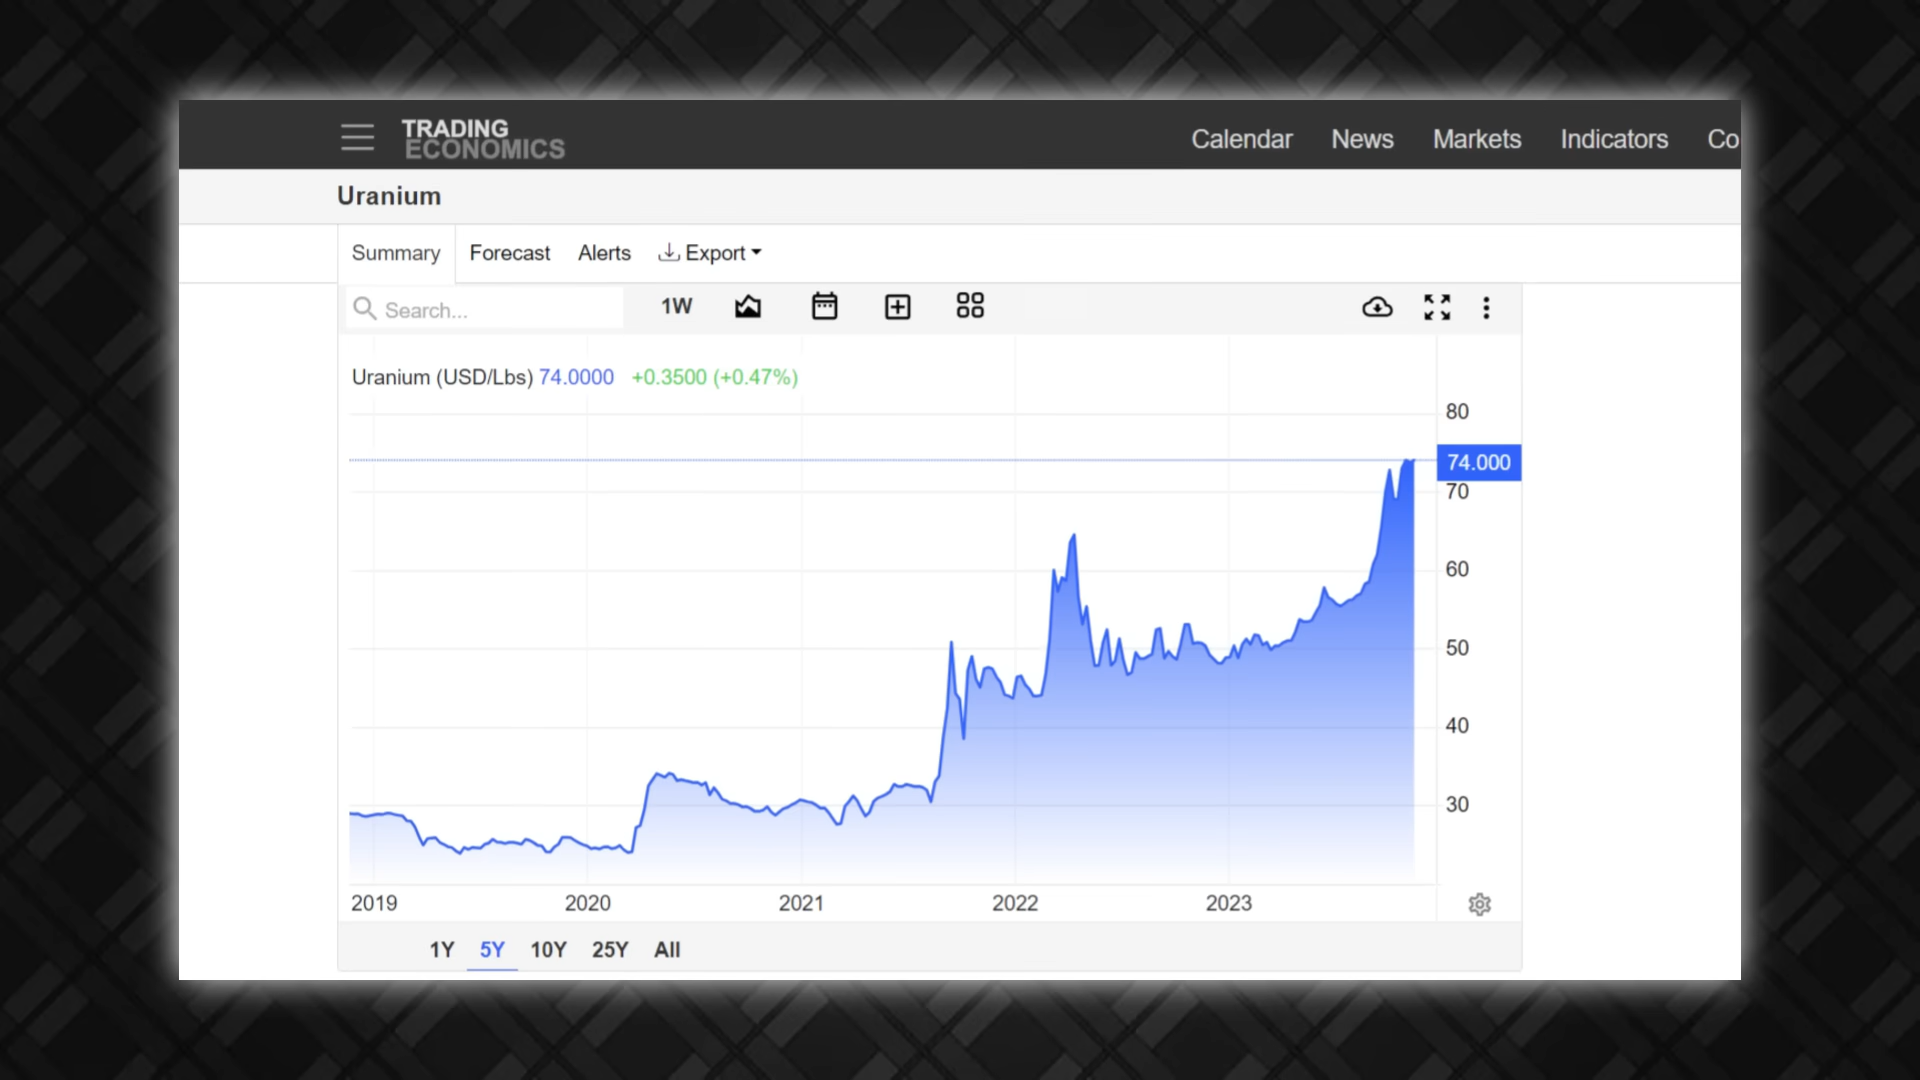 TRADING
ECONOMICS
Calendar News Markets Indicators Co
Uranium
Summary Forecast Alerts Export
Search... 1W
Uranium (USD/Lbs) 74.0000 +0.3500 (+0.47%)
80
74.000
70
60
50
40
30
2019 2020 2021 2022 2023
1Y 5Y 10Y 25Y All